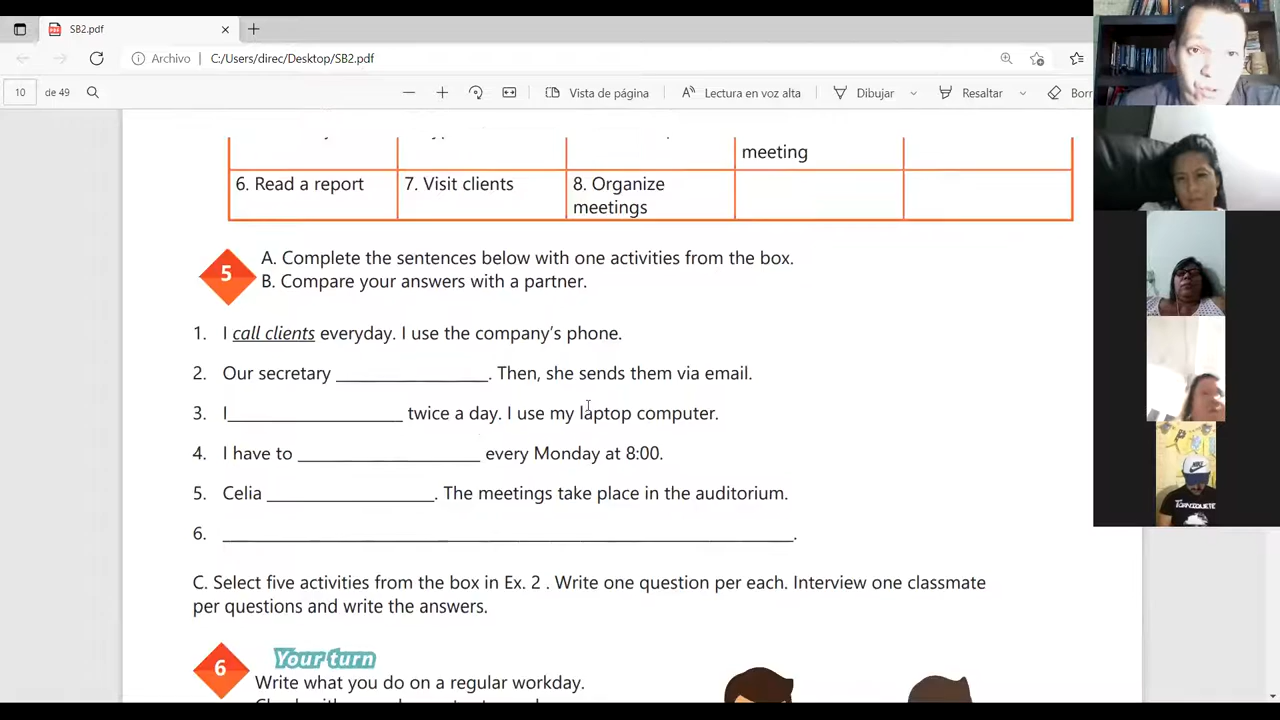 SB2.pdf
Archivo
C:/Users/direc/Desktop/SB2.pdf
10
de 49
Vista de página
Lectura en voz alta
Dibujar
Resaltar
Borr
meeting
6. Read a report
7. Visit clients
8. Organize
meetings
5
A. Complete the sentences below with one activities from the box.
B. Compare your answers with a partner.
1. I call clients everyday. I use the company's phone.
2. Our secretary _______________. Then, she sends them via email.
3. I_________________ twice a day. I use my laptop computer.
4. I have to __________________ every Monday at 8:00.
5. Celia ________________. The meetings take place in the auditorium.
6. _________________________________________________________.
C. Select five activities from the box in Ex. 2 . Write one question per each. Interview one classmate
per questions and write the answers.
6
Your turn
Write what you do on a regular workday.